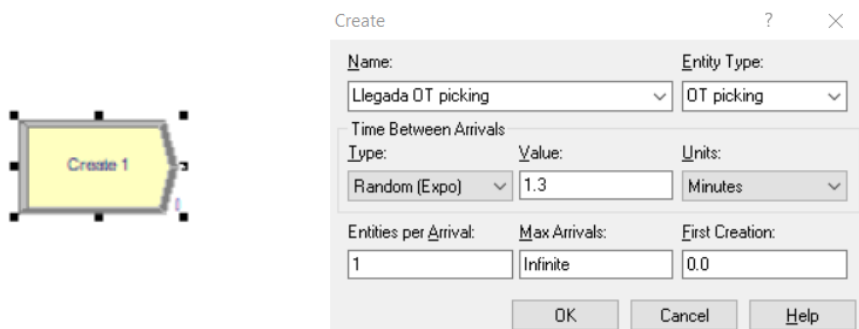 Create
?
Name:
Entity Type:
Llegada OT picking
OT picking
Time Between Arrivals
Type:
Value:
Units:
Random (Expo)
1.3
Minutes
Entities per Arrival:
Max Arrivals:
First Creation:
1
Infinite
0.0
OK
Cancel
Help
Create 1
0